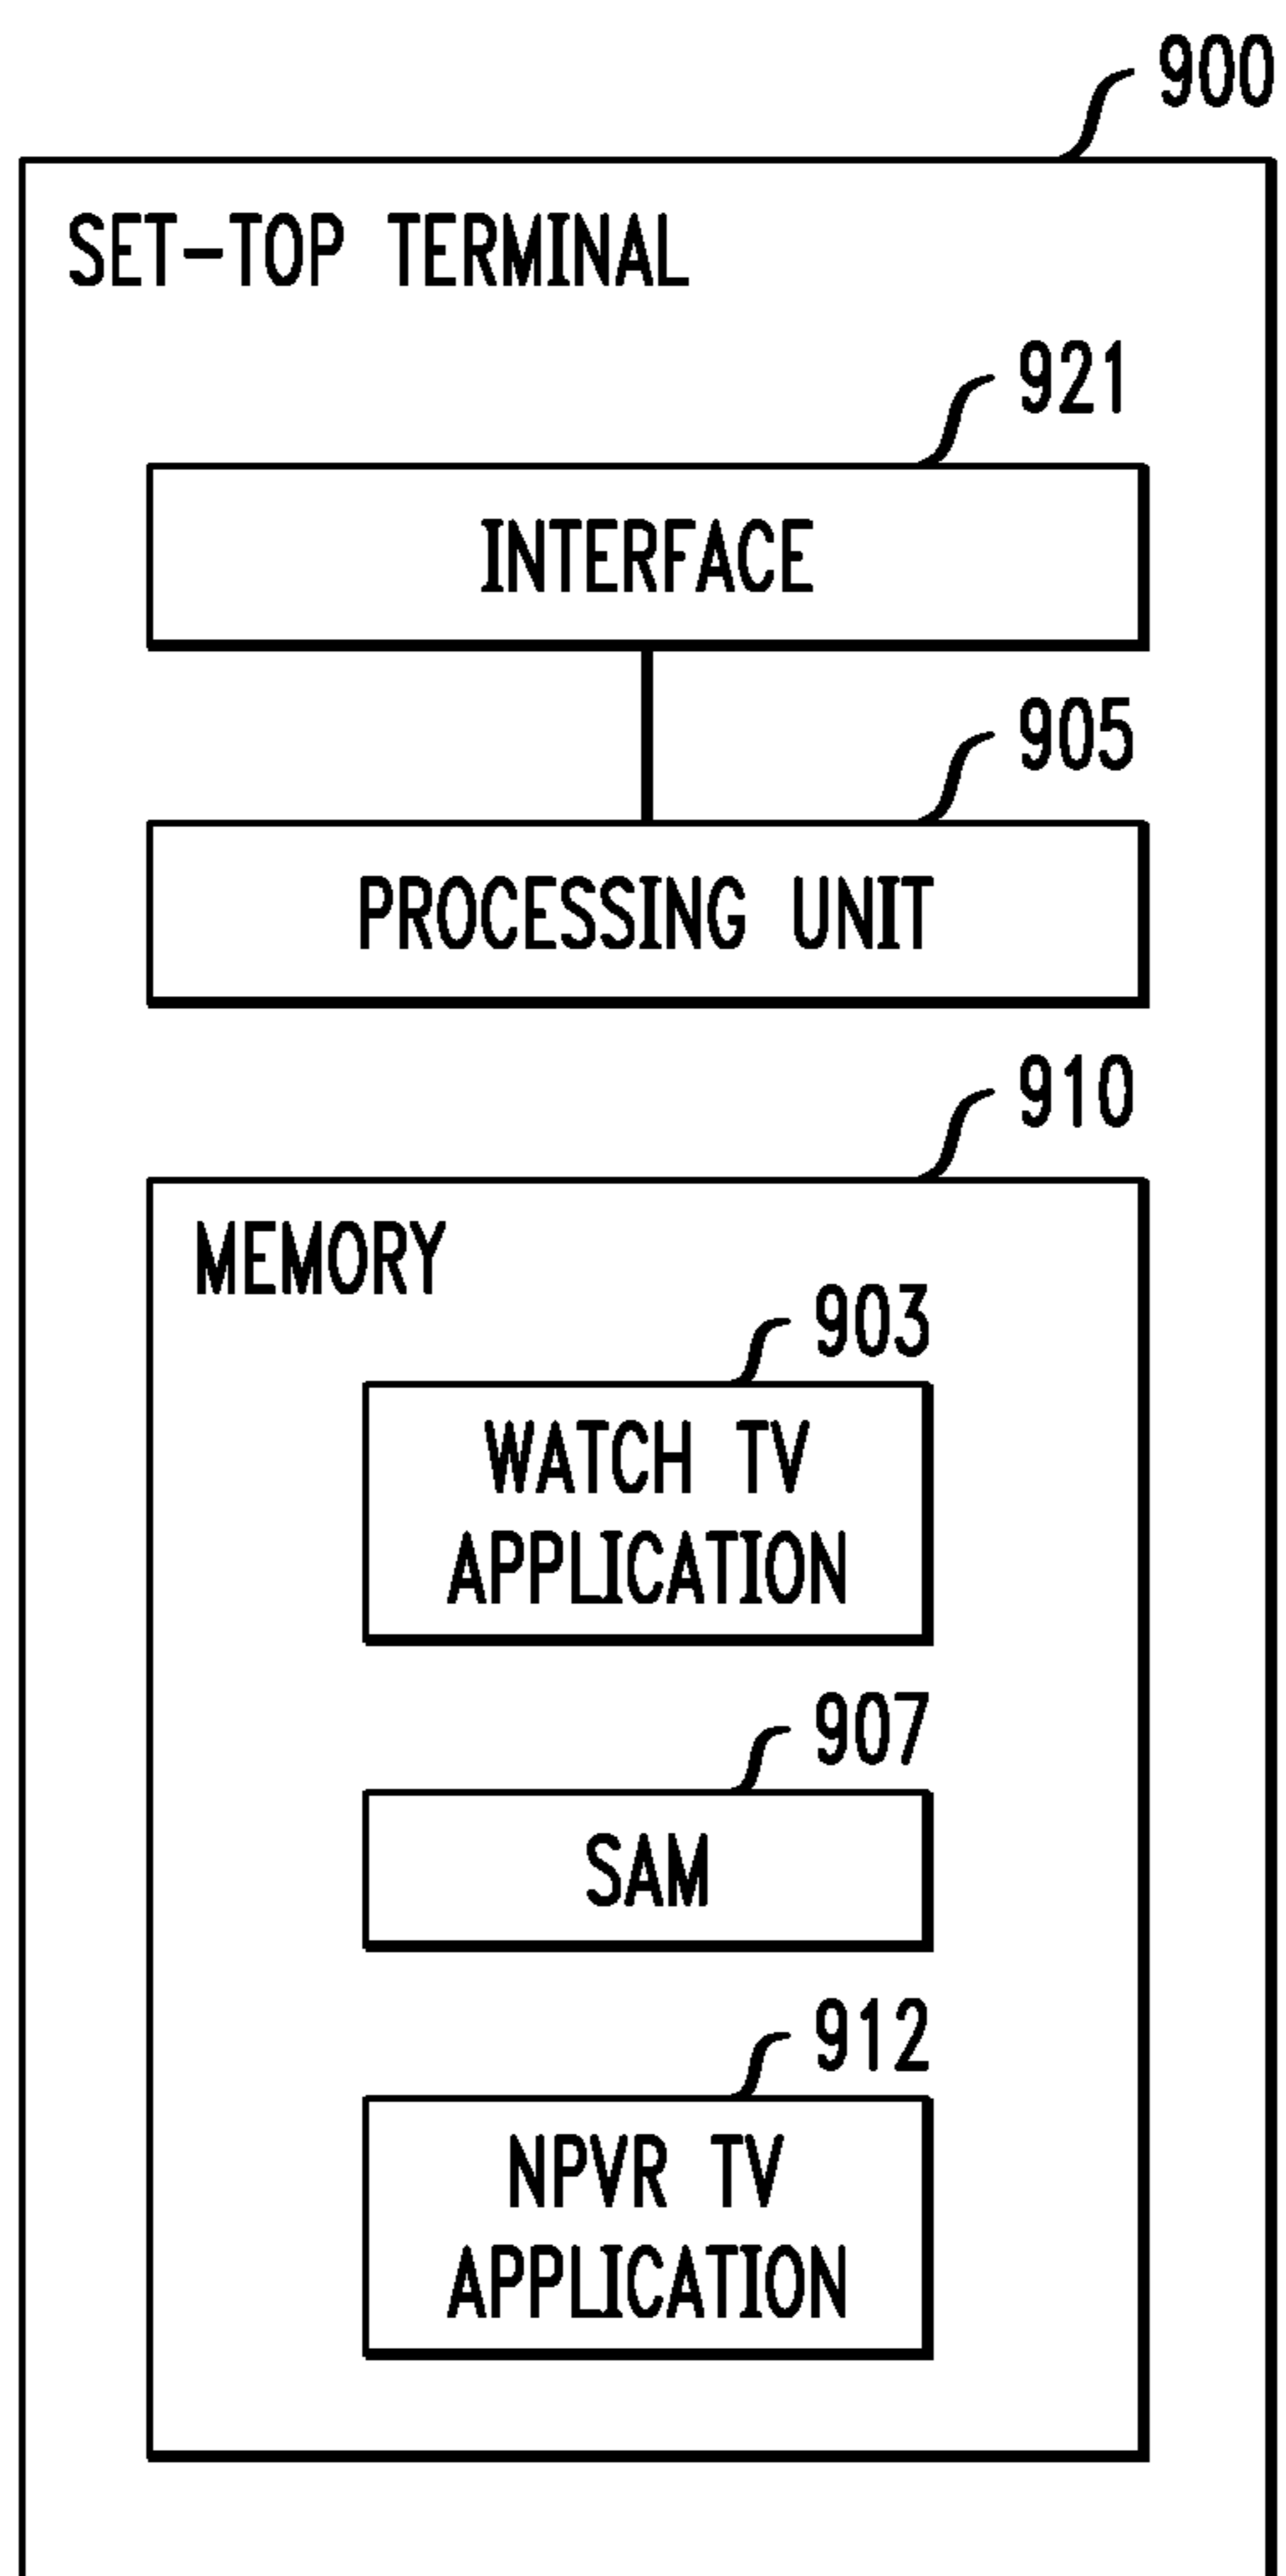 900
SET-TOP TERMINAL
921
INTERFACE
905
PROCESSING UNIT
910
MEMORY
903
WATCH TV
APPLICATION
907
SAM
912
NPVR TV
APPLICATION